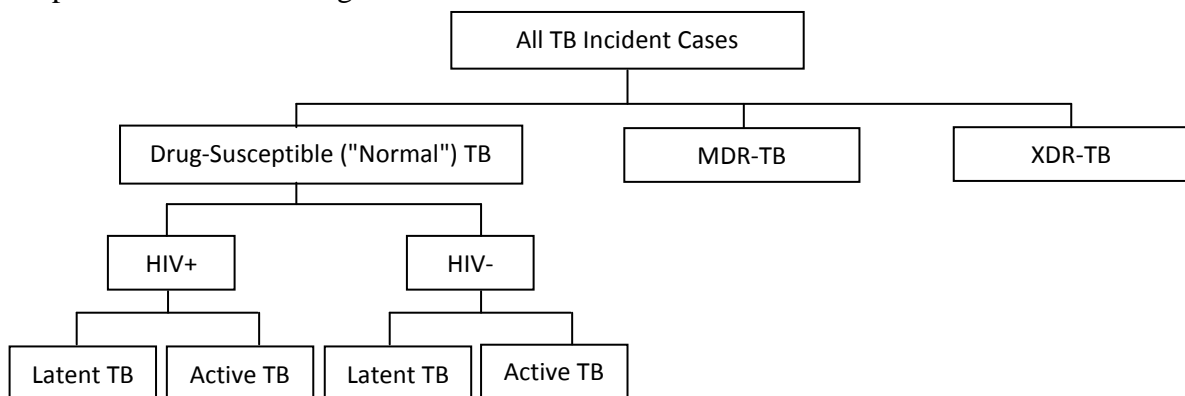 All TB Incident Cases
Drug-Susceptible ("Normal") TB
MDR-TB
XDR-TB
HIV+
HIV-
Latent TB
Active TB
Latent TB
Active TB